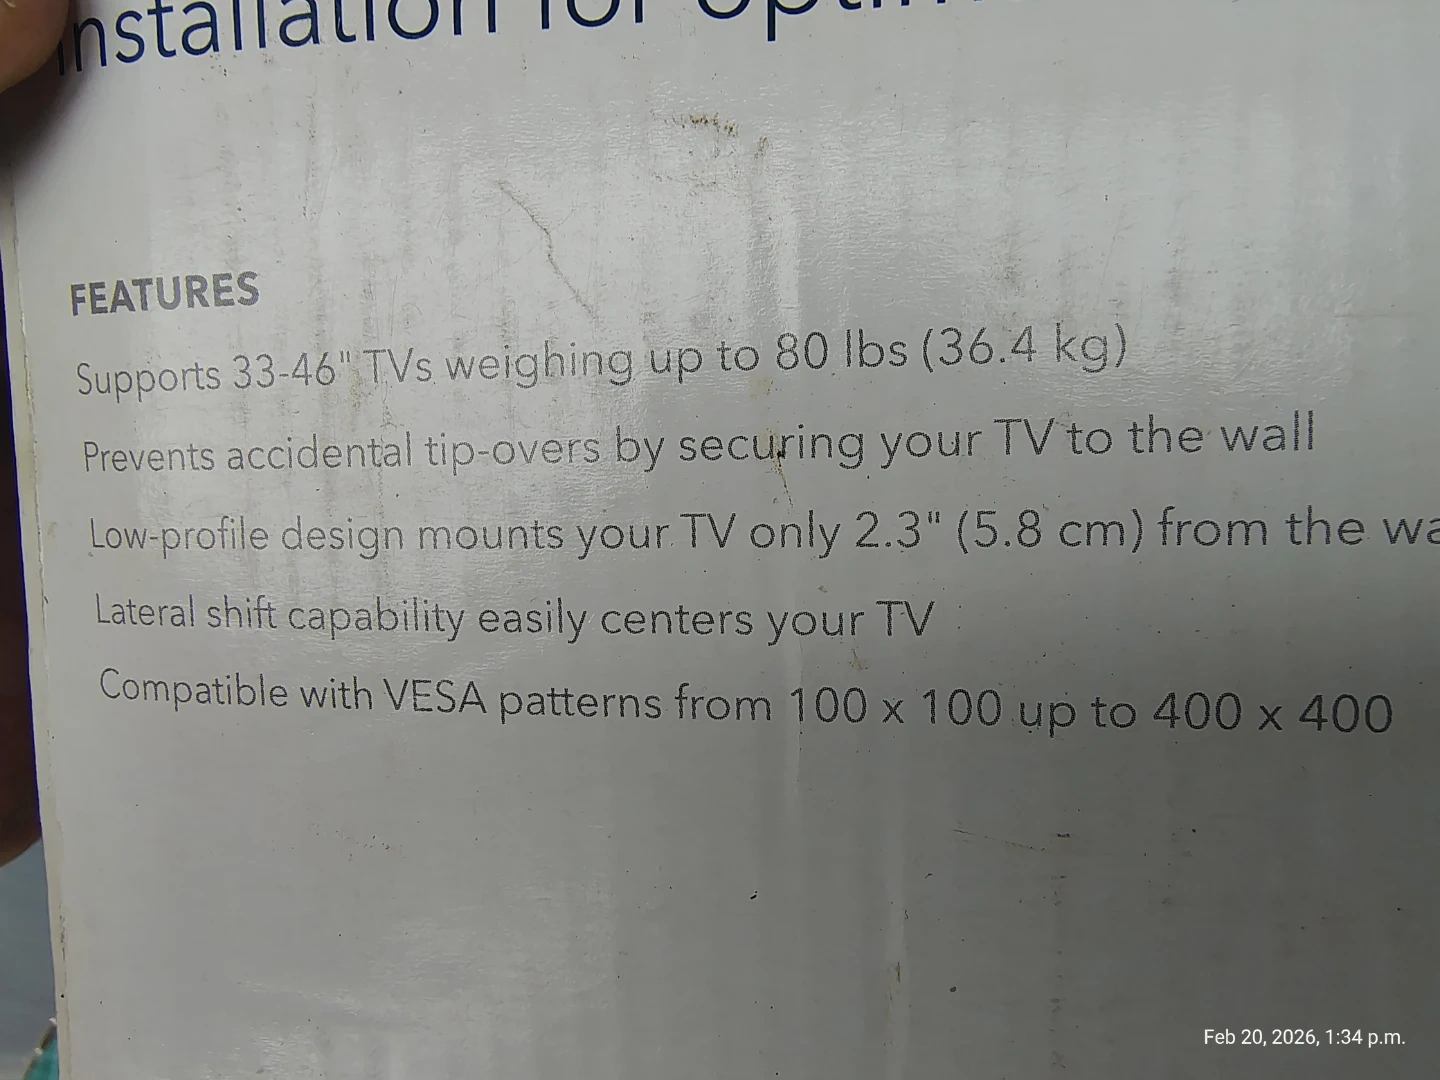 installation for
FEATURES
Supports 33-46" TVs weighing up to 80 lbs (36.4 kg)
Prevents accidental tip-overs by securing your TV to the wall
Low-profile design mounts your TV only 2.3" (5.8 cm) from the
Lateral shift capability easily centers your TV
Compatible with VESA patterns from 100 x 100 up to 400 x 400
Feb 20, 2026, 1:34 p.m.